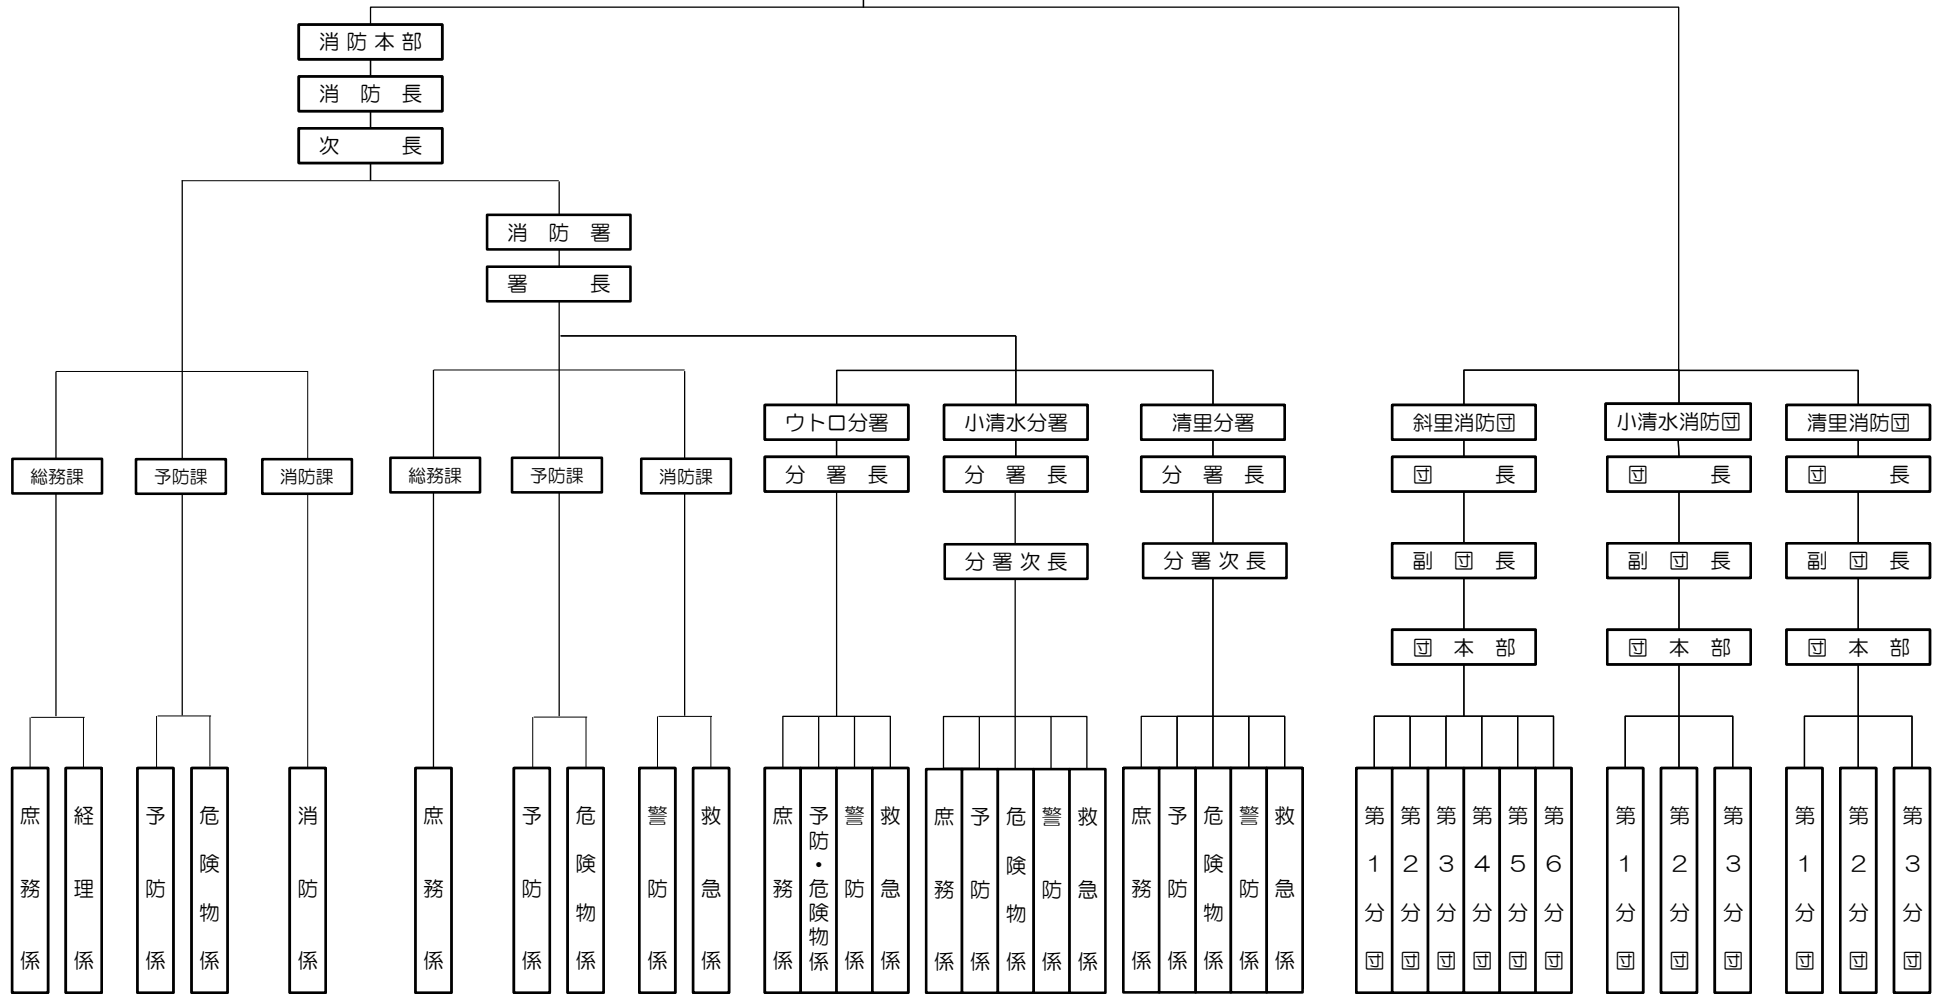 消防本部
消防長
次長
消防署
署長
ウトロ分署
小清水分署
清里分署
斜里消防団
小清水消防団
清里消防団
総務課
予防課
消防課
総務課
予防課
消防課
分署長
分署長
分署長
団長
団長
団長
分署次長
分署次長
副団長
副団長
副団長
団本部
団本部
団本部
庶務係
経理係
予防係
危険物係
消防係
庶務係
予防係
危険物係
警防係
救急係
庶務係
予防・危険物係
警防係
救急係
庶務係
予防係
危険物係
警防係
救急係
庶務係
予防係
危険物係
警防係
救急係
第1分団
第2分団
第3分団
第4分団
第5分団
第6分団
第1分団
第2分団
第3分団
第1分団
第2分団
第3分団